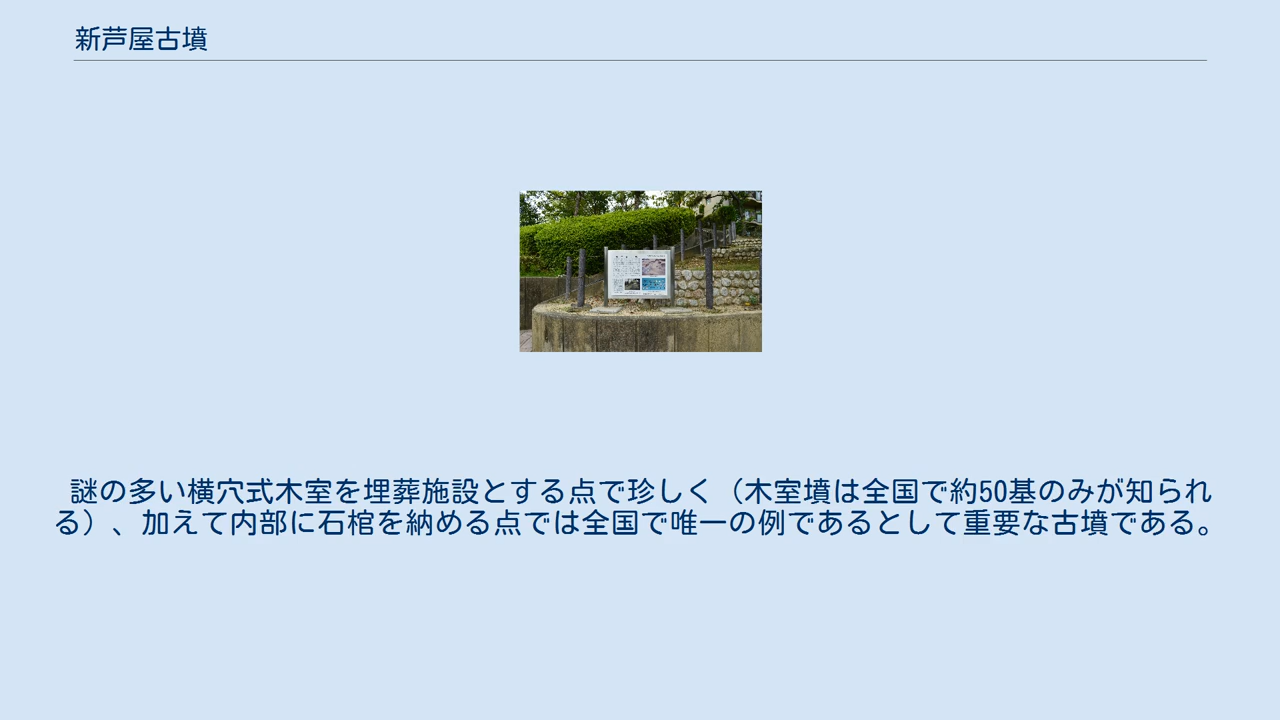 新芦屋古墳
謎の多い横穴式木室を埋葬施設とする点で珍しく（木室墳は全国で約50基のみが知られ
る）、加えて内部に石棺を納める点では全国で唯一の例であるとして重要な古墳である。